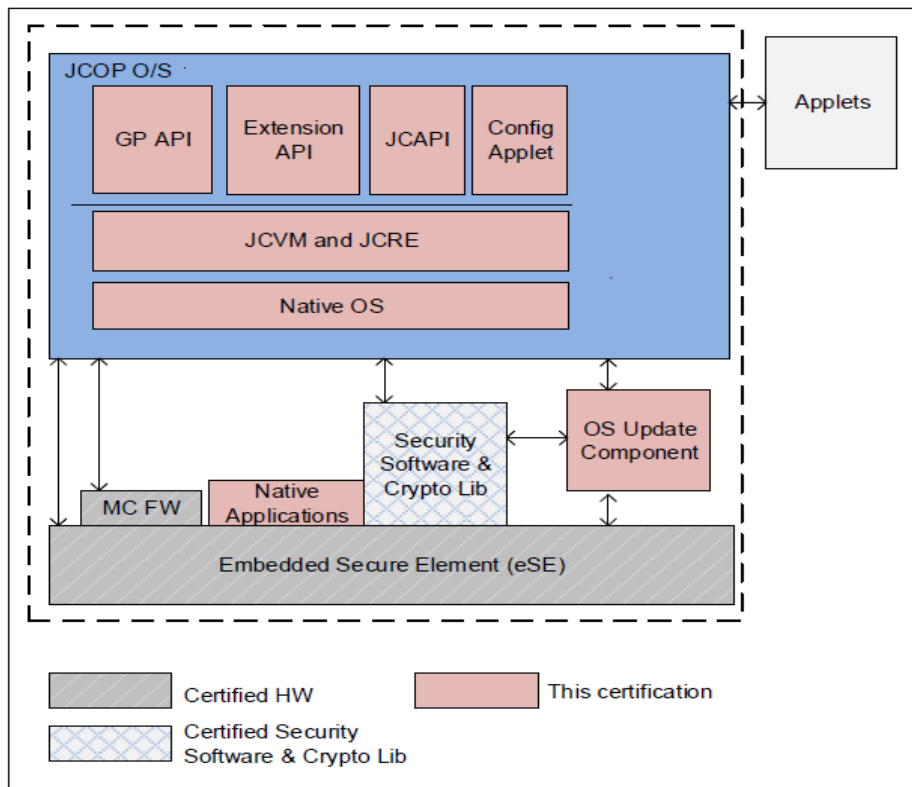 JCOP O/S
GP API
Extension
API
JCAPI
Config
Applet
Applets
JCVM and JCRE
Native OS
Security
Software &
Crypto Lib
OS Update
Component
MC FW
Native
Applications
Embedded Secure Element (eSE)
Certified HW
This certification
Certified Security
Software & Crypto Lib